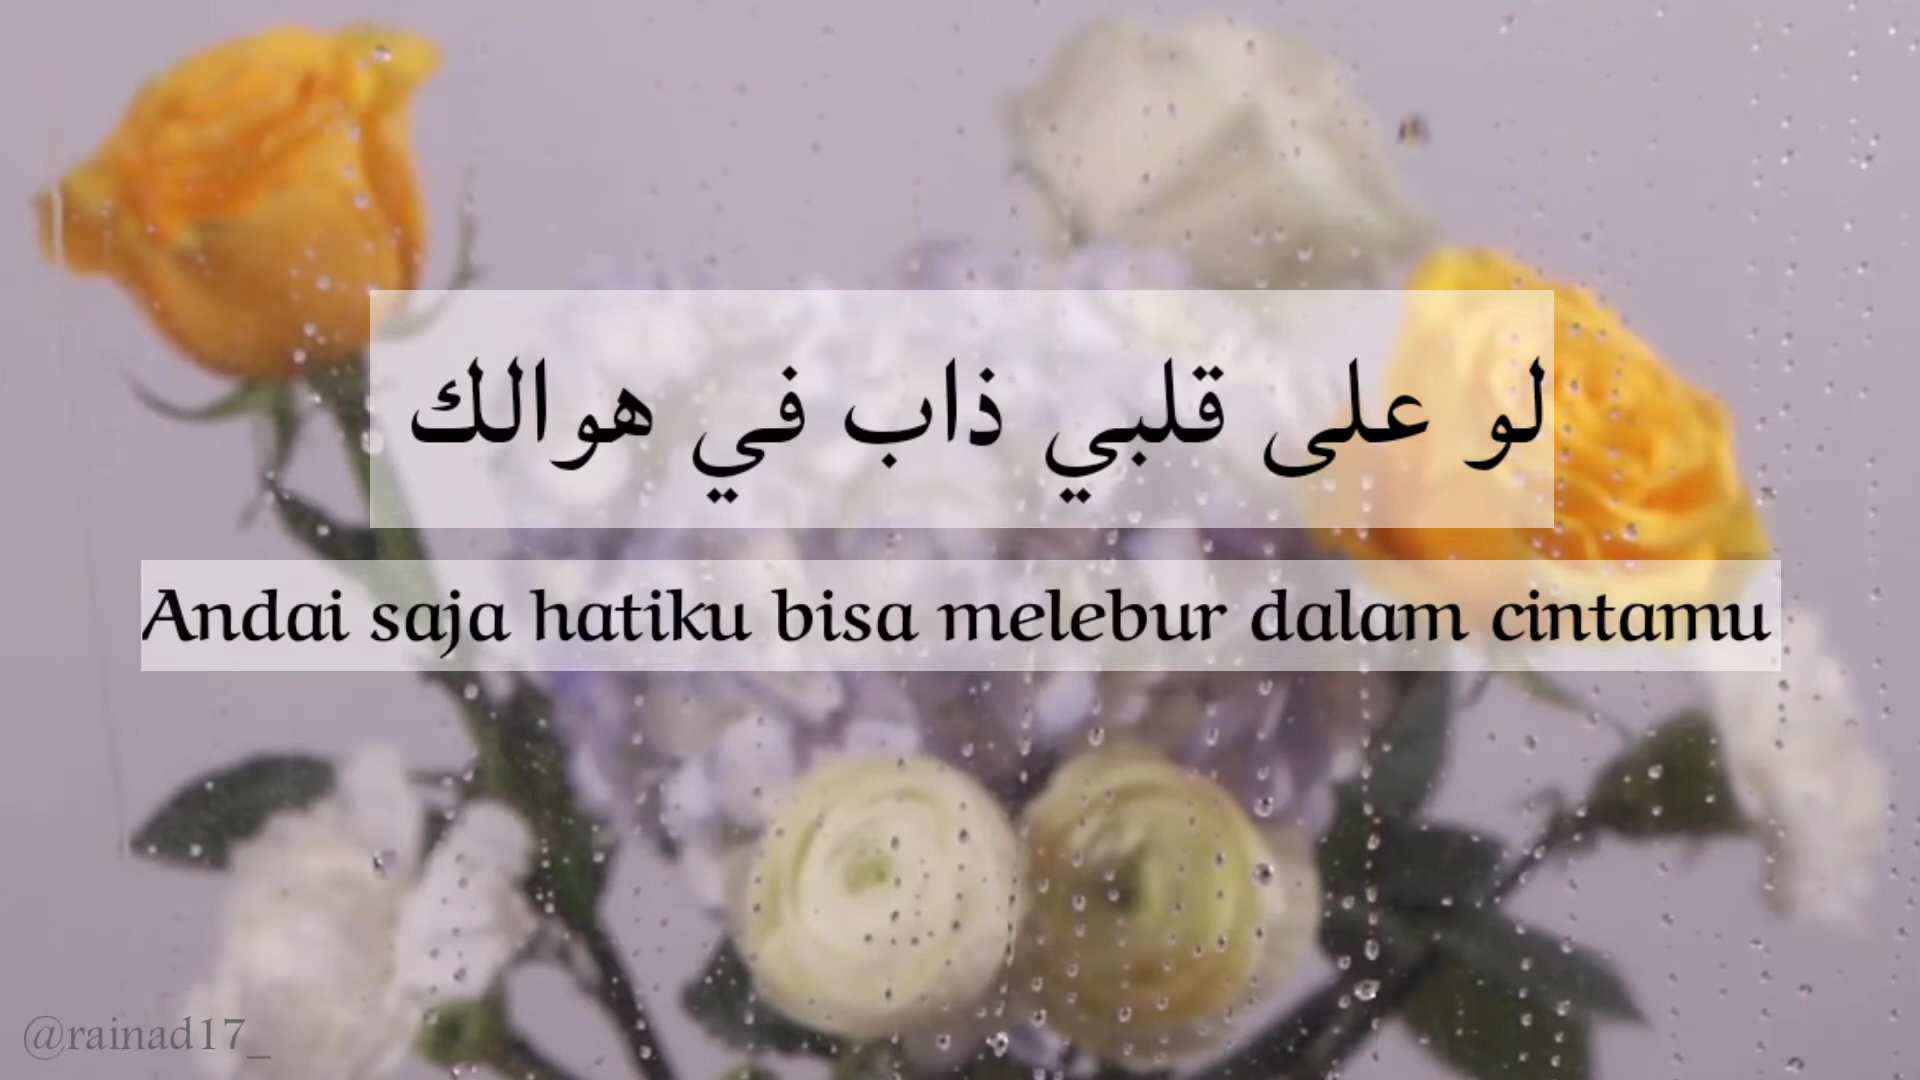 لو على قلبي ذاب في هوالك
Andai saja hatiku bisa melebur dalam cintamu
@rainad17_